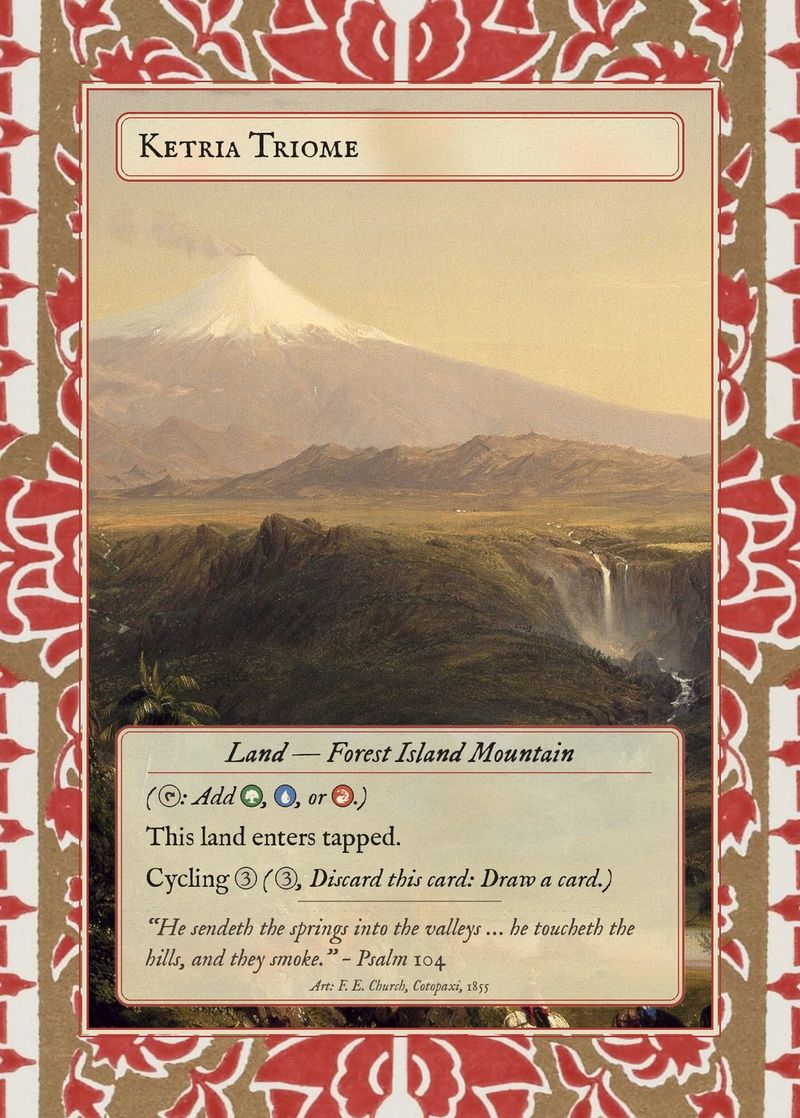 Ketria Triome
Land — Forest Island Mountain
(: Add , , or .)
This land enters tapped.
Cycling 3 (3, Discard this card: Draw a card.)
“He sendeth the springs into the valleys ... he toucheth the
hills, and they smoke.” - Psalm 104
Art: F. E. Church, Cotopaxi, 1855